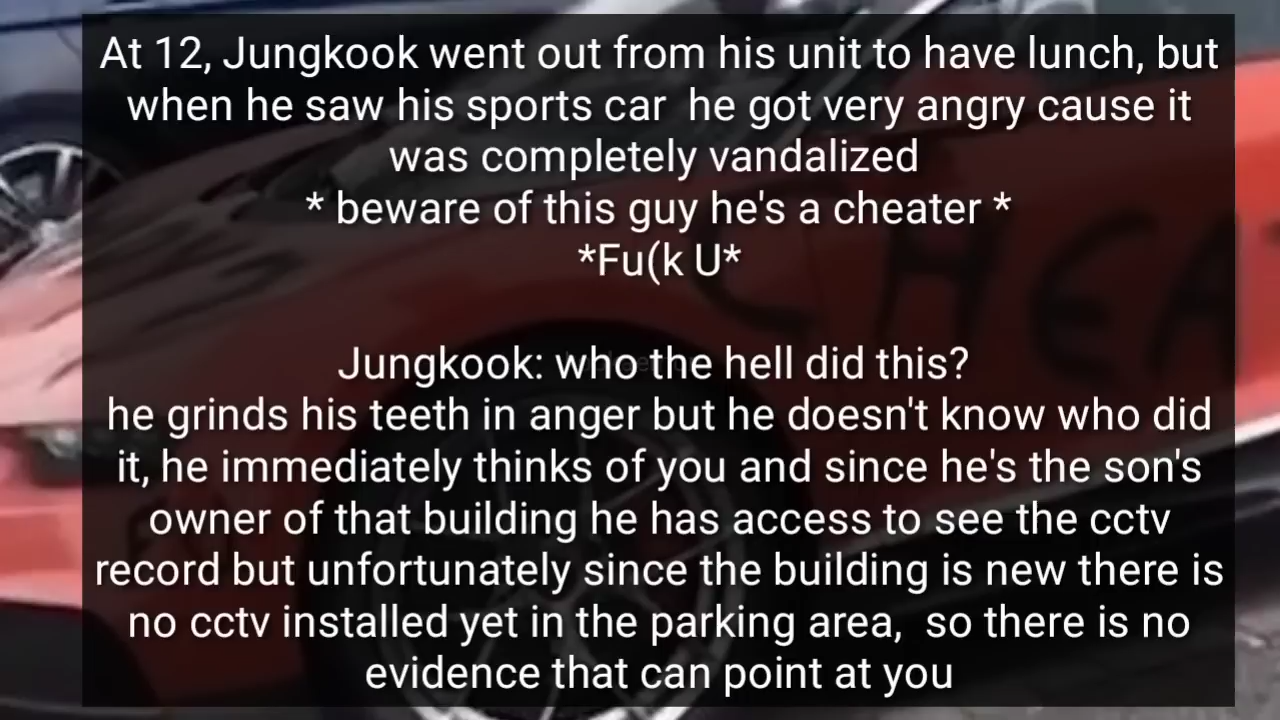 At 12, Jungkook went out from his unit to have lunch, but
when he saw his sports car  he got very angry cause it
was completely vandalized
* beware of this guy he's a cheater *
*Fu(k U*
Jungkook: who the hell did this?
he grinds his teeth in anger but he doesn't know who did
it, he immediately thinks of you and since he's the son's
owner of that building he has access to see the cctv
record but unfortunately since the building is new there is
no cctv installed yet in the parking area,  so there is no
evidence that can point at you
CHEA